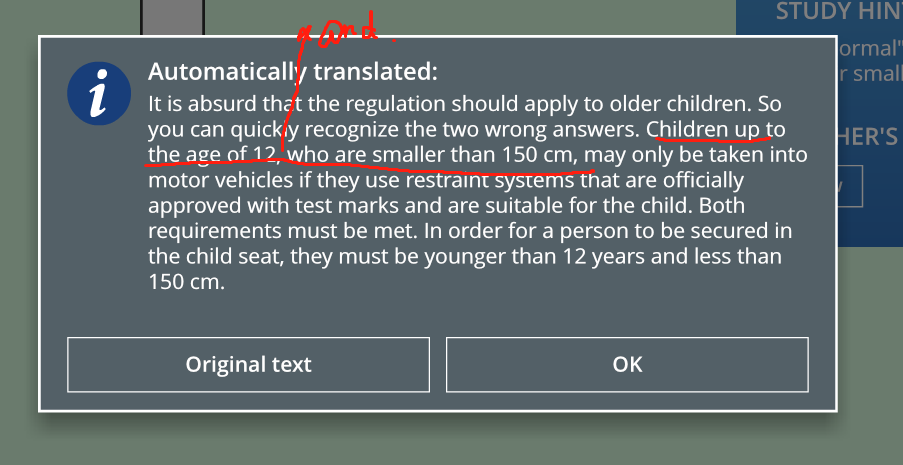 STUDY HIN
and
ormal"
r small
HER'S
Automatically translated:
It is absurd that the regulation should apply to older children. So
you can quickly recognize the two wrong answers. Children up to
the age of 12, who are smaller than 150 cm, may only be taken into
motor vehicles if they use restraint systems that are officially
approved with test marks and are suitable for the child. Both
requirements must be met. In order for a person to be secured in
the child seat, they must be younger than 12 years and less than
150 cm.
Original text
OK